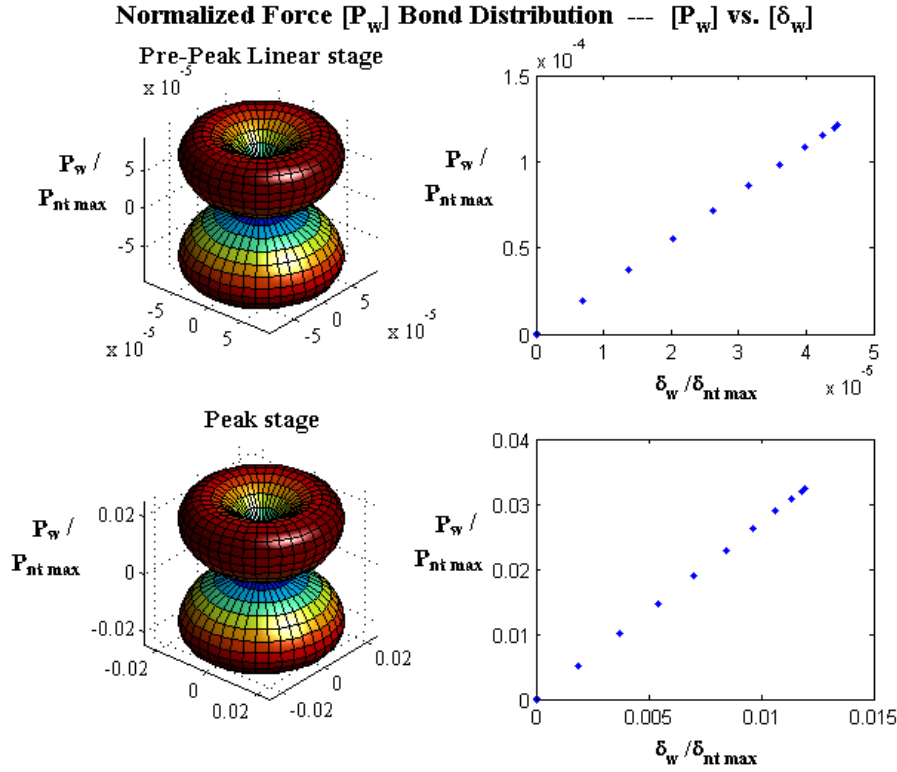 Normalized Force [Pw] Bond Distribution --- [Pw] vs. [δw]
Pre-Peak Linear stage
x 10^-5
Pw /
Pnt max
5
0
-5
-5
0
5
x 10^-5
-5
0
5
x 10^-5
x 10^-4
1.5
1
0.5
0
Pw /
Pnt max
0 1 2 3 4 5
x 10^-5
δw /δnt max
Peak stage
Pw /
Pnt max
0.02
0
-0.02
-0.02
0
0.02
-0.02
0
0.02
0.04
0.03
0.02
0.01
0
Pw /
Pnt max
0 0.005 0.01 0.015
δw /δnt max